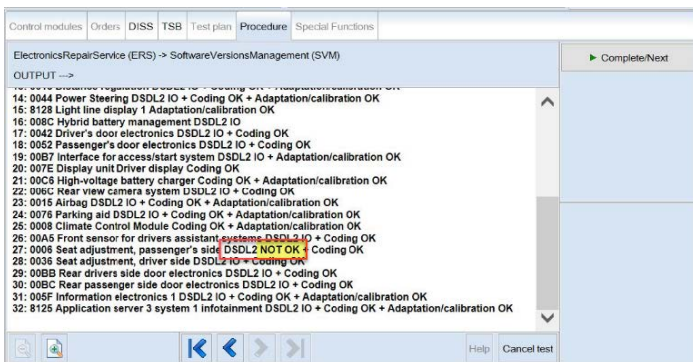 Control modules Orders DISS TSB Test plan Procedure Special Functions
ElectronicsRepairService (ERS) -> SoftwareVersionsManagement (SVM)
Complete/Next
OUTPUT --->
14: 0044 Power Steering DSDL2 IO + Coding OK + Adaptation/calibration OK
15: 8128 Light line display 1 Adaptation/calibration OK
16: 008C Hybrid battery management DSDL2 IO
17: 0042 Driver's door electronics DSDL2 IO + Coding OK
18: 0052 Passenger's door electronics DSDL2 IO + Coding OK
19: 00B7 Interface for access/start system DSDL2 IO + Adaptation/calibration OK
20: 007E Display unit Driver display Coding OK
21: 00C6 High-voltage battery charger Coding OK + Adaptation/calibration OK
22: 006C Rear view camera system DSDL2 IO + Coding OK
23: 0015 Airbag DSDL2 IO + Coding OK + Adaptation/calibration OK
24: 0076 Parking aid DSDL2 IO + Coding OK + Adaptation/calibration OK
25: 0008 Climate Control Module Coding OK + Adaptation/calibration OK
26: 00A5 Front sensor for drivers assistant systems DSDL2 IO + Coding OK
27: 0006 Seat adjustment, passenger's side DSDL2 NOT OK + Coding OK
28: 0036 Seat adjustment, driver side DSDL2 IO + Coding OK
29: 00BB Rear drivers side door electronics DSDL2 IO + Coding OK
30: 00BC Rear passenger side door electronics DSDL2 IO + Coding OK
31: 005F Information electronics 1 DSDL2 IO + Coding OK + Adaptation/calibration OK
32: 8125 Application server 3 system 1 infotainment DSDL2 IO + Coding OK + Adaptation/calibration OK
Help Cancel test